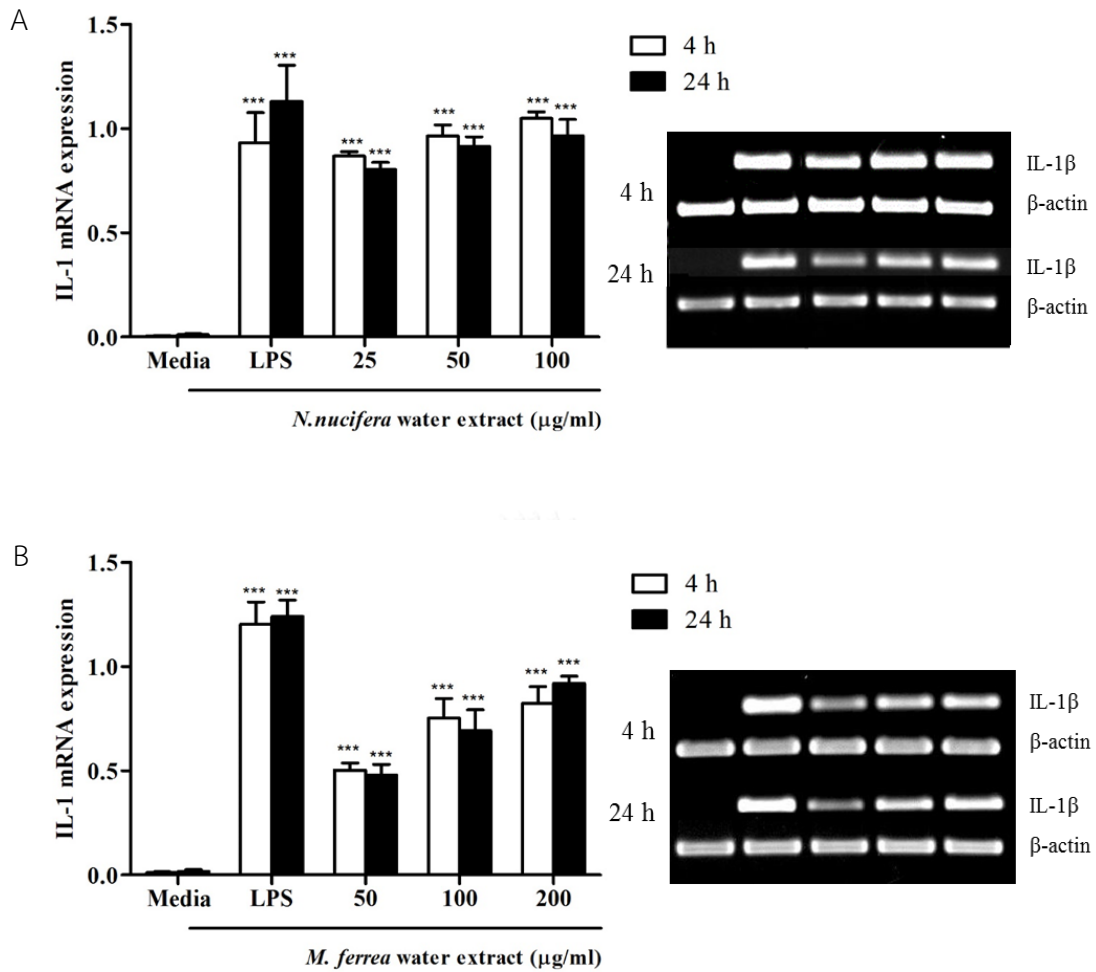 A
1.5
1.0
0.5
0.0
IL-1 mRNA expression
*** *** *** *** *** *** *** ***
Media LPS 25 50 100
N.nucifera water extract (μg/ml)
4 h
24 h
4 h
24 h
IL-1β
β-actin
IL-1β
β-actin
B
1.5
1.0
0.5
0.0
IL-1 mRNA expression
*** *** *** *** *** *** *** ***
Media LPS 50 100 200
M. ferrea water extract (μg/ml)
4 h
24 h
4 h
24 h
IL-1β
β-actin
IL-1β
β-actin